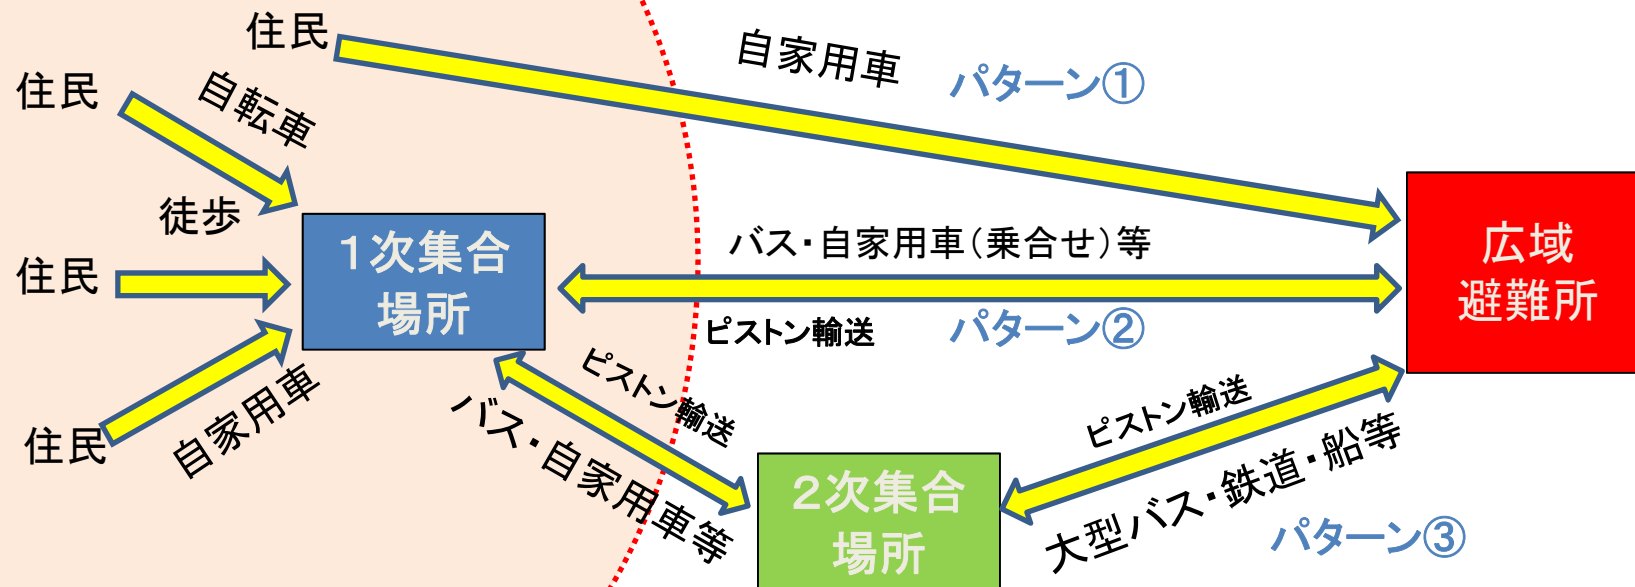 住民
自家用車
パターン①
住民
自転車
徒歩
住民
1次集合
場所
バス・自家用車(乗合せ)等
ピストン輸送
パターン②
広域
避難所
住民
自家用車
ピストン輸送
バス・自家用車等
2次集合
場所
ピストン輸送
大型バス・鉄道・船等
パターン③